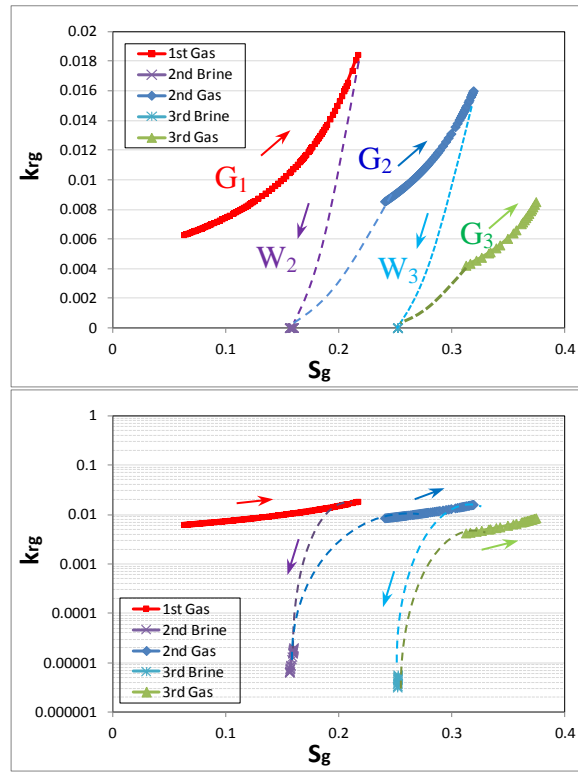 0.02
0.018
0.016
0.014
0.012
0.01
0.008
0.006
0.004
0.002
0
krg
1st Gas
2nd Brine
2nd Gas
3rd Brine
3rd Gas
G1
G2
G3
W2
W3
0 0.1 0.2 0.3 0.4
Sg
1
0.1
0.01
0.001
0.0001
0.00001
0.000001
krg
1st Gas
2nd Brine
2nd Gas
3rd Brine
3rd Gas
0 0.1 0.2 0.3 0.4
Sg